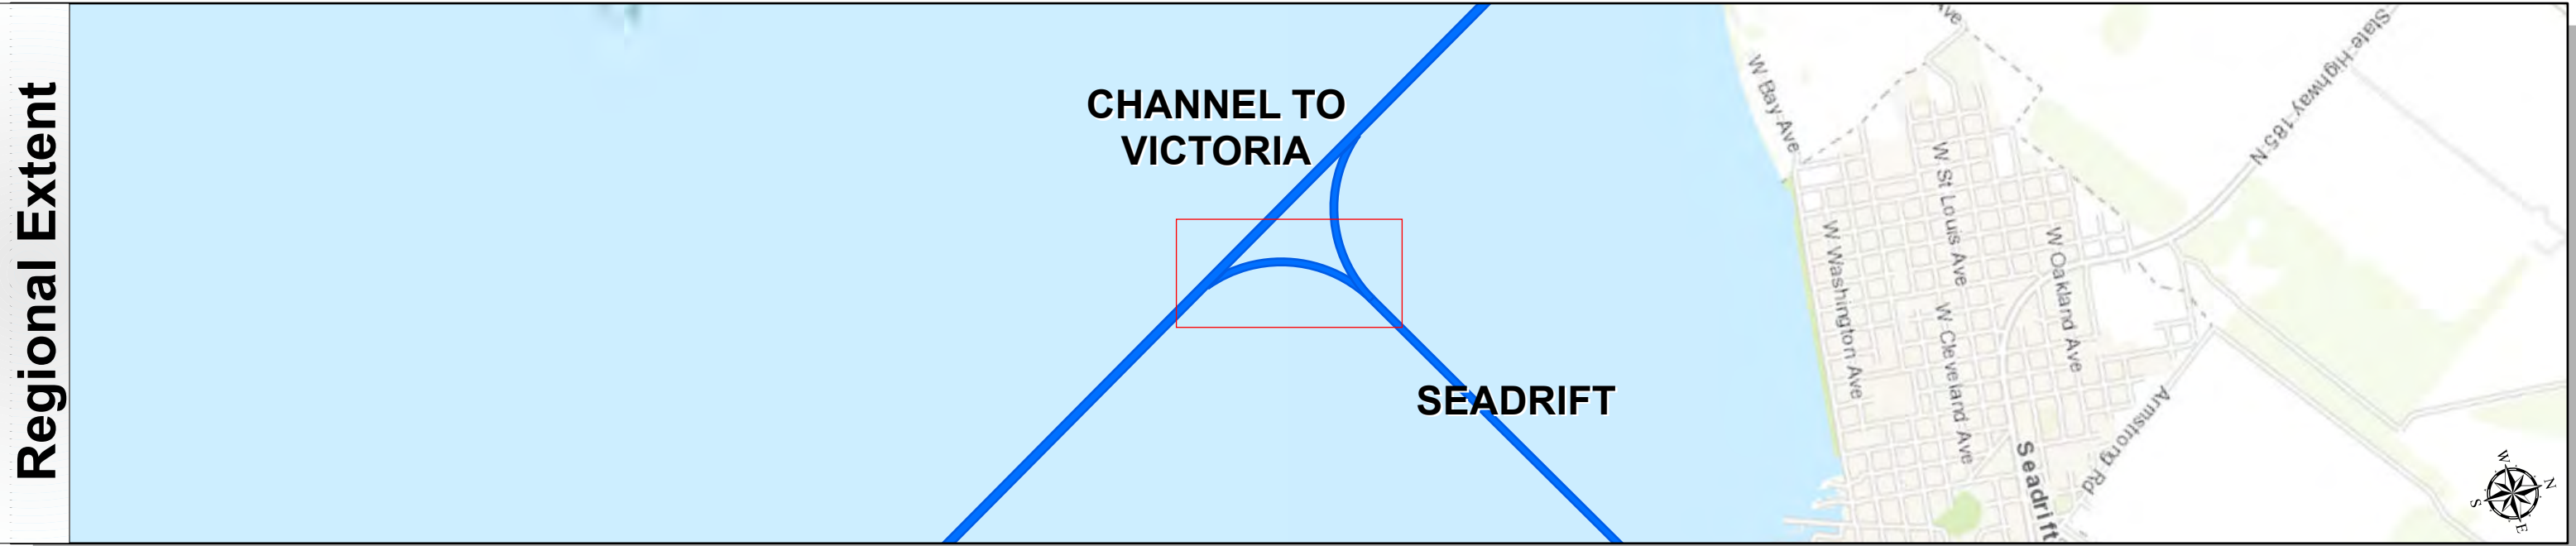 Regional Extent
CHANNEL TO
VICTORIA
SEADRIFT
Ave
W Bay Ave
State Highway 185 N
W St Louis Ave
W Washington Ave
W Oakland Ave
W Cleveland Ave
Armstrong Rd
Seadrift
W
N
S
E